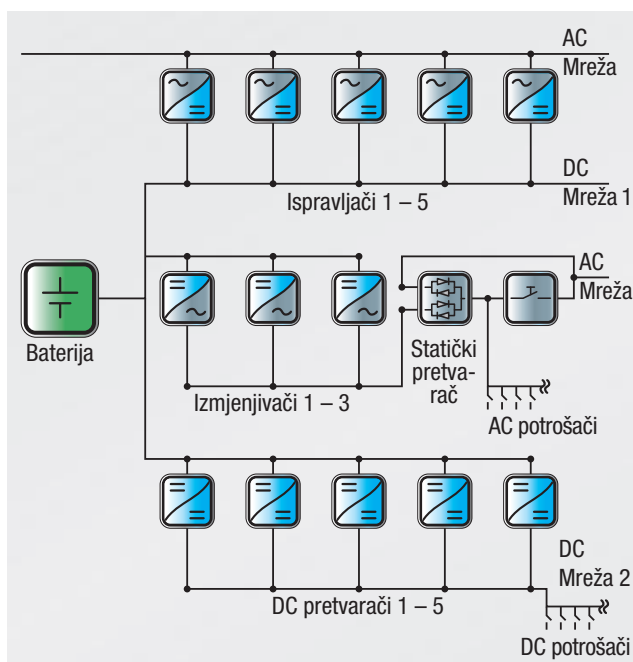 AC
Mreža
DC
Mreža 1
Ispravljači 1 – 5
AC
Mreža
Baterija
Statički
pretva-
rač
Izmjenjivači 1 – 3
AC potrošači
DC
Mreža 2
DC pretvarači 1 – 5
DC potrošači